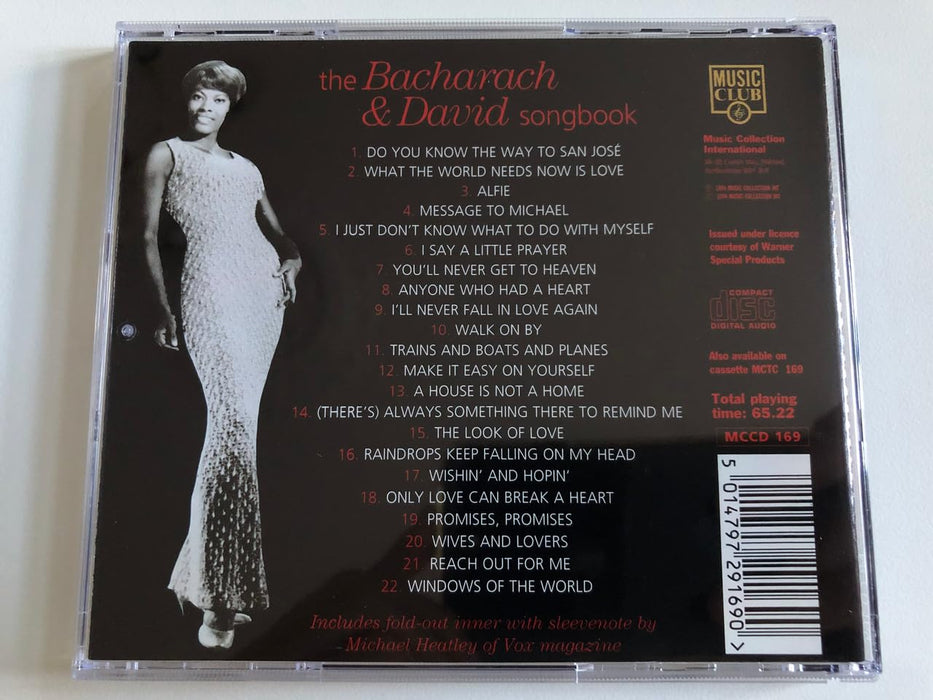 the Bacharach
& David songbook
1. DO YOU KNOW THE WAY TO SAN JOSÉ
2. WHAT THE WORLD NEEDS NOW IS LOVE
3. ALFIE
4. MESSAGE TO MICHAEL
5. I JUST DON'T KNOW WHAT TO DO WITH MYSELF
6. I SAY A LITTLE PRAYER
7. YOU'LL NEVER GET TO HEAVEN
8. ANYONE WHO HAD A HEART
9. I'LL NEVER FALL IN LOVE AGAIN
10. WALK ON BY
11. TRAINS AND BOATS AND PLANES
12. MAKE IT EASY ON YOURSELF
13. A HOUSE IS NOT A HOME
14. (THERE'S) ALWAYS SOMETHING THERE TO REMIND ME
15. THE LOOK OF LOVE
16. RAINDROPS KEEP FALLING ON MY HEAD
17. WISHIN' AND HOPIN'
18. ONLY LOVE CAN BREAK A HEART
19. PROMISES, PROMISES
20. WIVES AND LOVERS
21. REACH OUT FOR ME
22. WINDOWS OF THE WORLD
Includes fold-out inner with sleevenote by
Michael Heatley of Vox magazine
MUSIC
CLUB
Music Collection
International
1994 MUSIC COLLECTION INT
1994 MUSIC COLLECTION INT
Issued under licence
courtesy of Warner
Special Products
COMPACT
disc
DIGITAL AUDIO
Also available on
cassette MCTC 169
Total playing
time: 65.22
MCCD 169
5 014797 291690 >